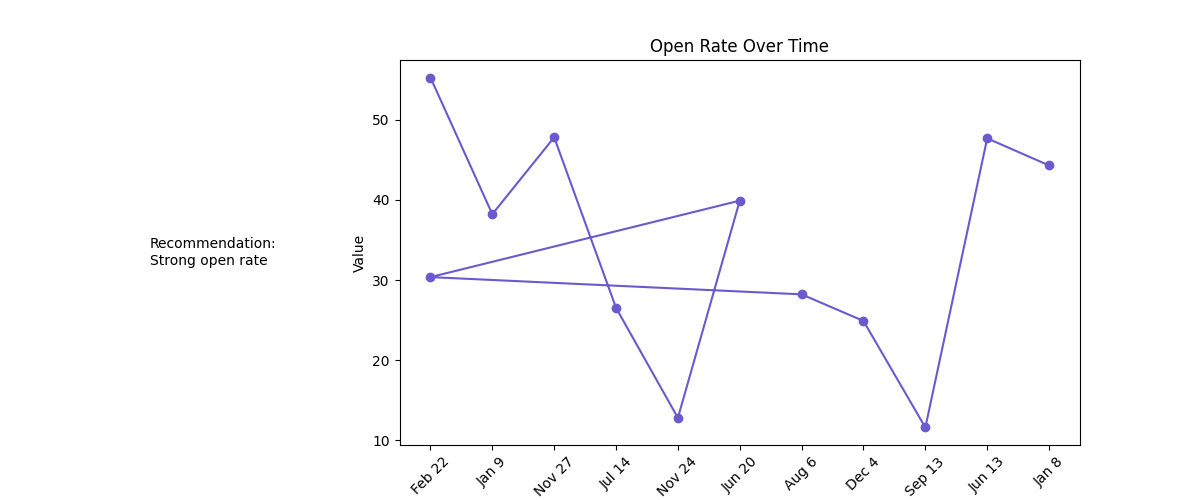 Open Rate Over Time
Recommendation:
Strong open rate
Value
50
40
30
20
10
Feb 22
Jan 9
Nov 27
Jul 14
Nov 24
Jun 20
Aug 6
Dec 4
Sep 13
Jun 13
Jan 8